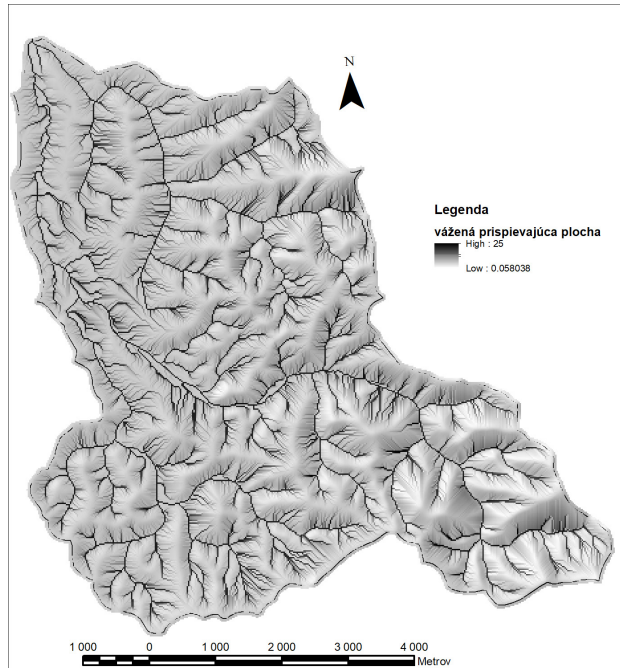 N
Legenda
vážená prispievajúca plocha
High : 25
Low : 0.058038
1 000 0 1 000 2 000 3 000 4 000
Metrov